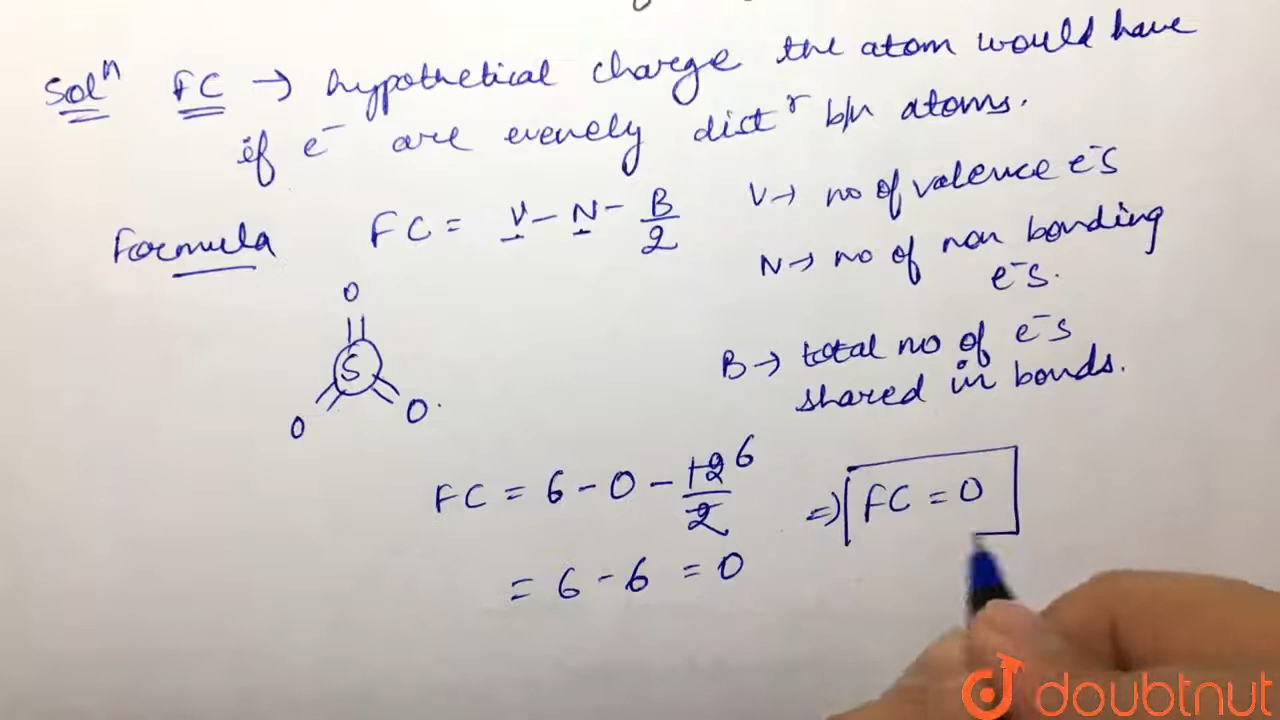 Solⁿ FC → hypothetical charge the atom would have
if e⁻ are evenely distʳ b/n atoms.
Formula FC = V - N - B/2
V → no of valence e⁻s
N → no of non bonding
e⁻s.
B → total no of e⁻s
shared in bonds.
O
S
O O.
FC = 6 - 0 - 12/2 6
⇒ FC = 0
= 6 - 6 = 0
doubtnut